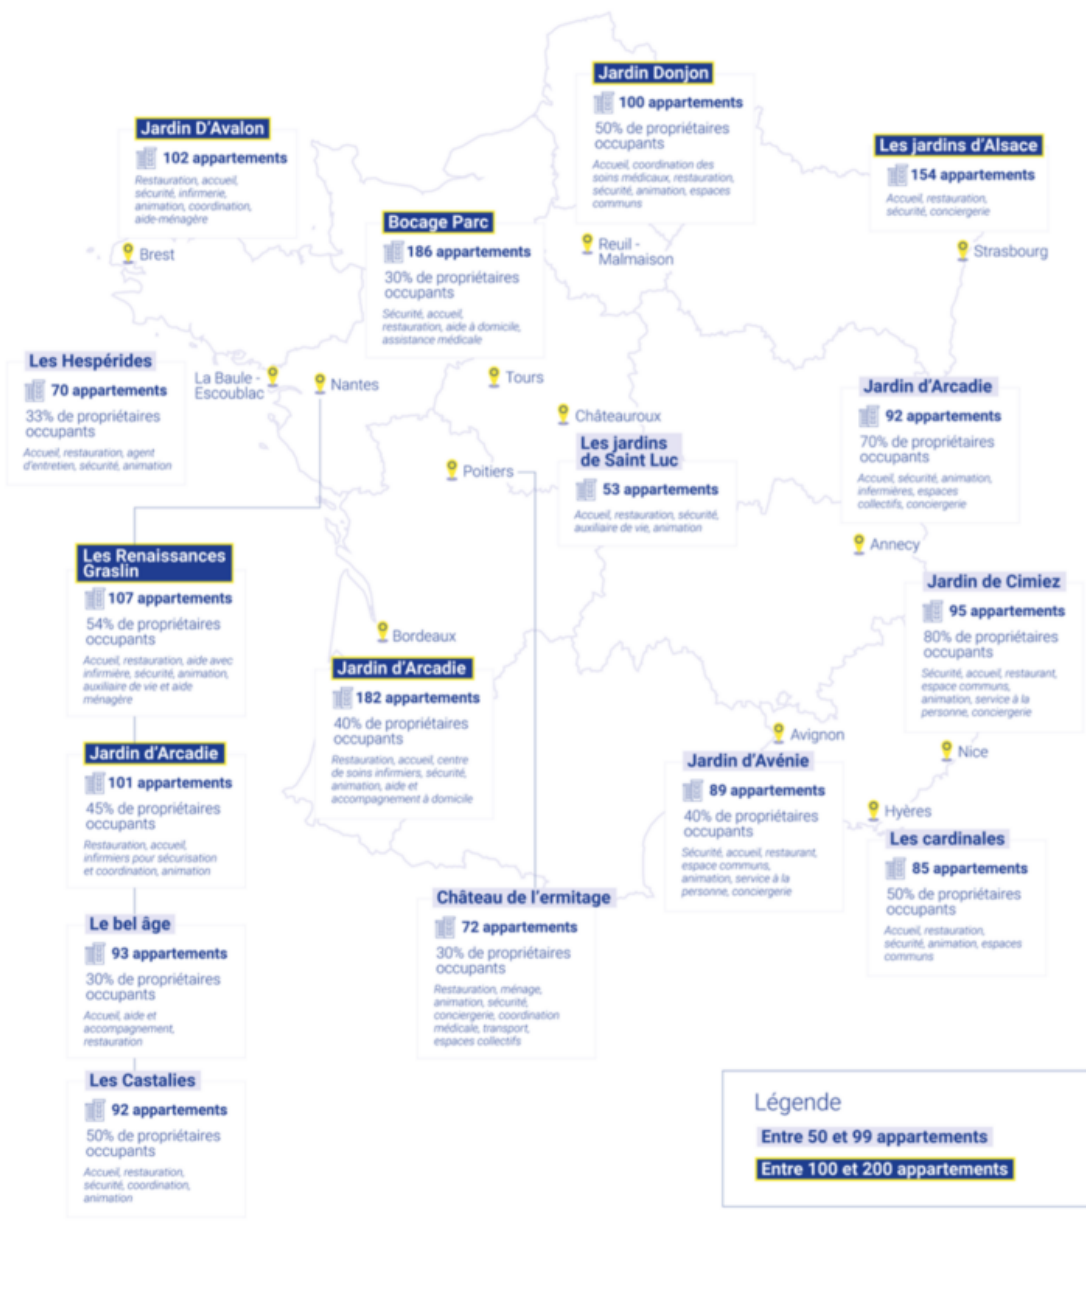 Jardin Donjon
100 appartements
50% de propriétaires
occupants
Accueil, coordination des
soins médicaux, restauration,
sécurité, animation, espaces
communs
Reuil -
Malmaison
Jardin D'Avalon
102 appartements
Restauration, accueil,
sécurité, infirmerie,
animation, coordination,
aide-ménagère
Brest
Les jardins d'Alsace
154 appartements
Accueil, restauration,
sécurité, conciergerie
Strasbourg
Bocage Parc
186 appartements
30% de propriétaires
occupants
Sécurité, accueil,
restauration, aide à domicile,
assistance médicale
Tours
Les Hespérides
70 appartements
33% de propriétaires
occupants
Accueil, restauration, agent
d'entretien, sécurité, animation
La Baule -
Escoublac
Nantes
Châteauroux
Les jardins
de Saint Luc
53 appartements
Accueil, restauration, sécurité,
auxiliaire de vie, animation
Poitiers
Jardin d'Arcadie
92 appartements
70% de propriétaires
occupants
Accueil, sécurité, animation,
infermières, espaces
collectifs, conciergerie
Annecy
Les Renaissances
Graslin
107 appartements
54% de propriétaires
occupants
Accueil, restauration, aide avec
infirmière, sécurité, animation,
auxiliaire de vie et aide
ménagère
Jardin de Cimiez
95 appartements
80% de propriétaires
occupants
Sécurité, accueil, restaurant,
espace communs,
animation, service à la
personne, conciergerie
Nice
Bordeaux
Jardin d'Arcadie
182 appartements
40% de propriétaires
occupants
Restauration, accueil, centre
de soins infirmiers, sécurité,
animation, aide et
accompagnement à domicile
Avignon
Jardin d'Avénie
89 appartements
40% de propriétaires
occupants
Sécurité, accueil, restaurant,
espace communs,
animation, service à la
personne, conciergerie
Jardin d'Arcadie
101 appartements
45% de propriétaires
occupants
Restauration, accueil,
infirmiers pour sécurisation
et coordination, animation
Hyères
Les cardinales
85 appartements
50% de propriétaires
occupants
Accueil, restauration,
sécurité, animation, espaces
communs
Château de l'ermitage
72 appartements
30% de propriétaires
occupants
Restauration, ménage,
animation, sécurité,
conciergerie, coordination
médicale, transport,
espaces collectifs
Le bel âge
93 appartements
30% de propriétaires
occupants
Accueil, aide et
accompagnement,
restauration
Les Castalies
92 appartements
50% de propriétaires
occupants
Accueil, restauration,
sécurité, coordination,
animation
Légende
Entre 50 et 99 appartements
Entre 100 et 200 appartements